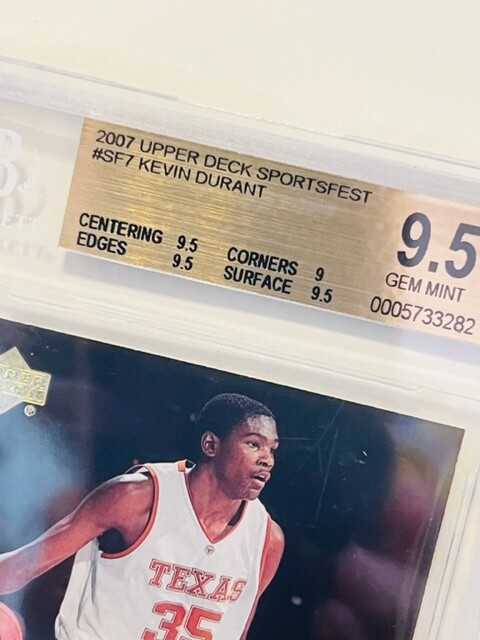 2007 UPPER DECK SPORTSFEST
#SF7 KEVIN DURANT
CENTERING 9.5 CORNERS 9
EDGES 9.5 SURFACE 9.5
9.5
GEM MINT
0005733282
TEXAS
35